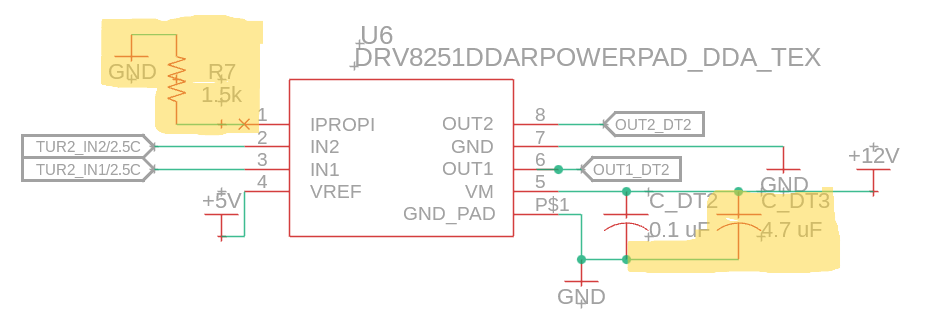 U6
DRV8251DDARPOWERPAD_DDA_TEX
GND
R7
1.5k
1
IPROPI
OUT2
8
OUT2_DT2
TUR2_IN2/2.5C
2
IN2
GND
7
TUR2_IN1/2.5C
3
IN1
OUT1
6
OUT1_DT2
+12V
GND
4
VREF
VM
5
+5V
GND_PAD
P$1
C_DT2
0.1 uF
C_DT3
4.7 uF
GND